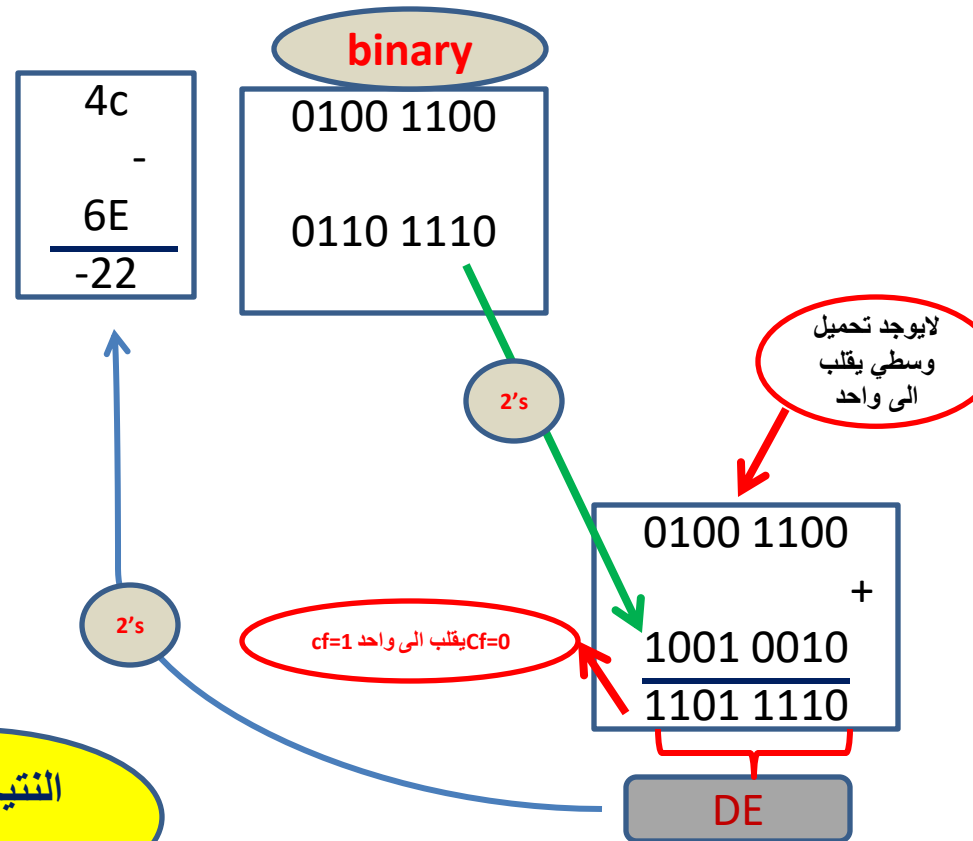 binary
4c
-
6E
-22
0100 1100
0110 1110
2's
لايوجد تحميل
وسطي يقلب
الى واحد
0100 1100
+
1001 0010
1101 1110
Cf=0يقلب الى واحد cf=1
2's
DE